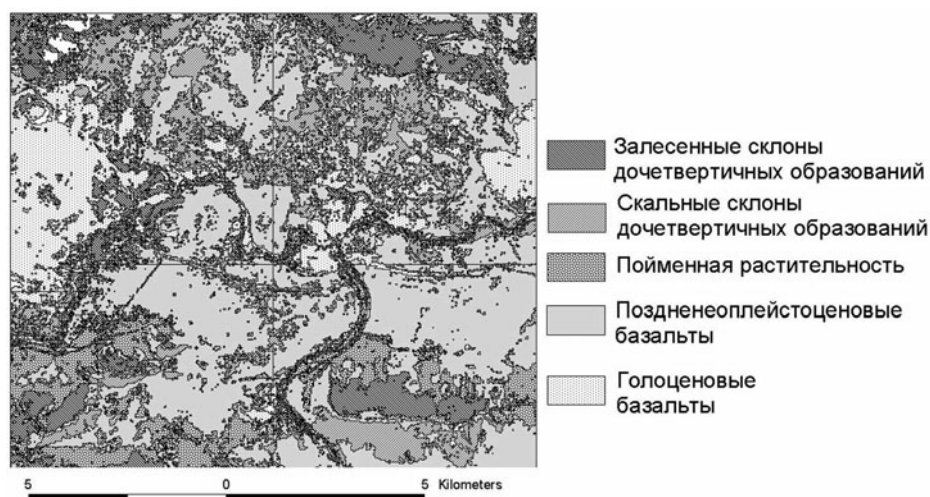 Залесенные склоны
дочетвертичных образований
Скальные склоны
дочетвертичных образований
Пойменная растительность
Поздненеоплейстоценовые
базальты
Голоценовые
базальты
5 0 5 Kilometers